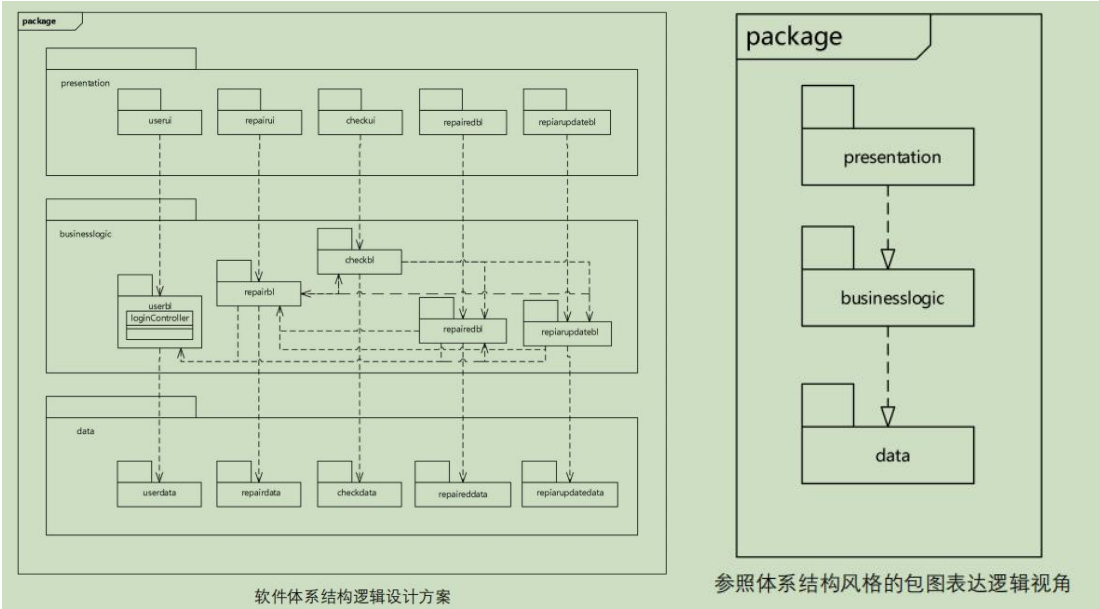 package
presentation
userui
repairui
checkui
repairedbl
repiarupdatebl
businesslogic
checkbl
repairbl
userbl
loginController
repairedbl
repiarupdatebl
data
userdata
repairdata
checkdata
repaireddata
repiarupdatedata
软件体系结构逻辑设计方案
package
presentation
businesslogic
data
参照体系结构风格的包图表达逻辑视角